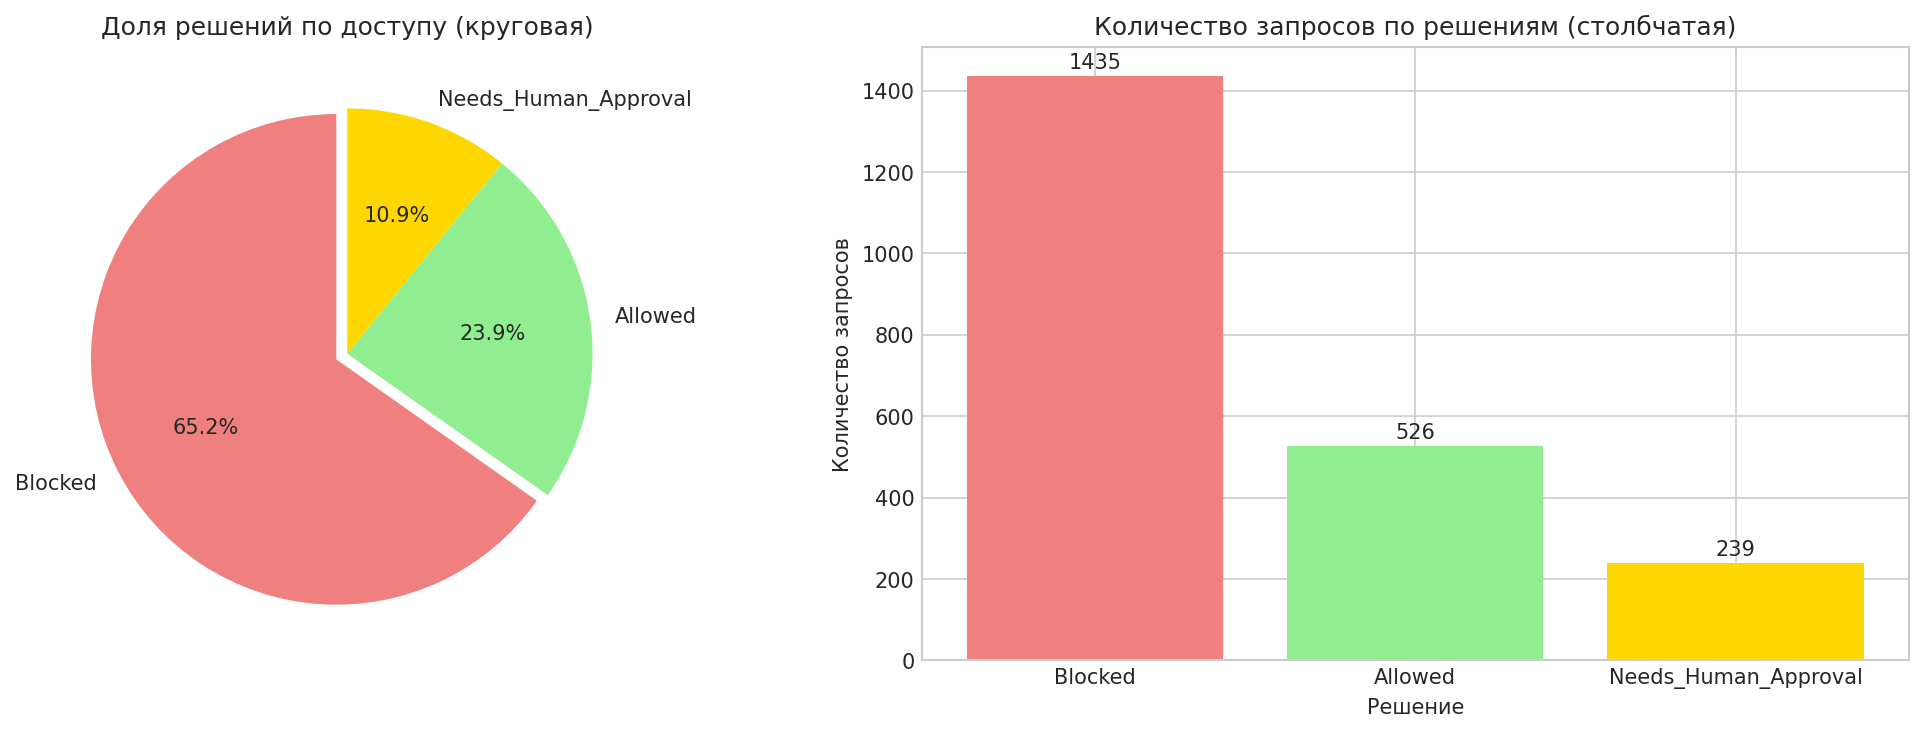 Доля решений по доступу (круговая)
Needs_Human_Approval
10.9%
Allowed
23.9%
65.2%
Blocked
Количество запросов по решениям (столбчатая)
Количество запросов
1400
1200
1000
800
600
400
200
0
1435
526
239
Blocked
Allowed
Needs_Human_Approval
Решение